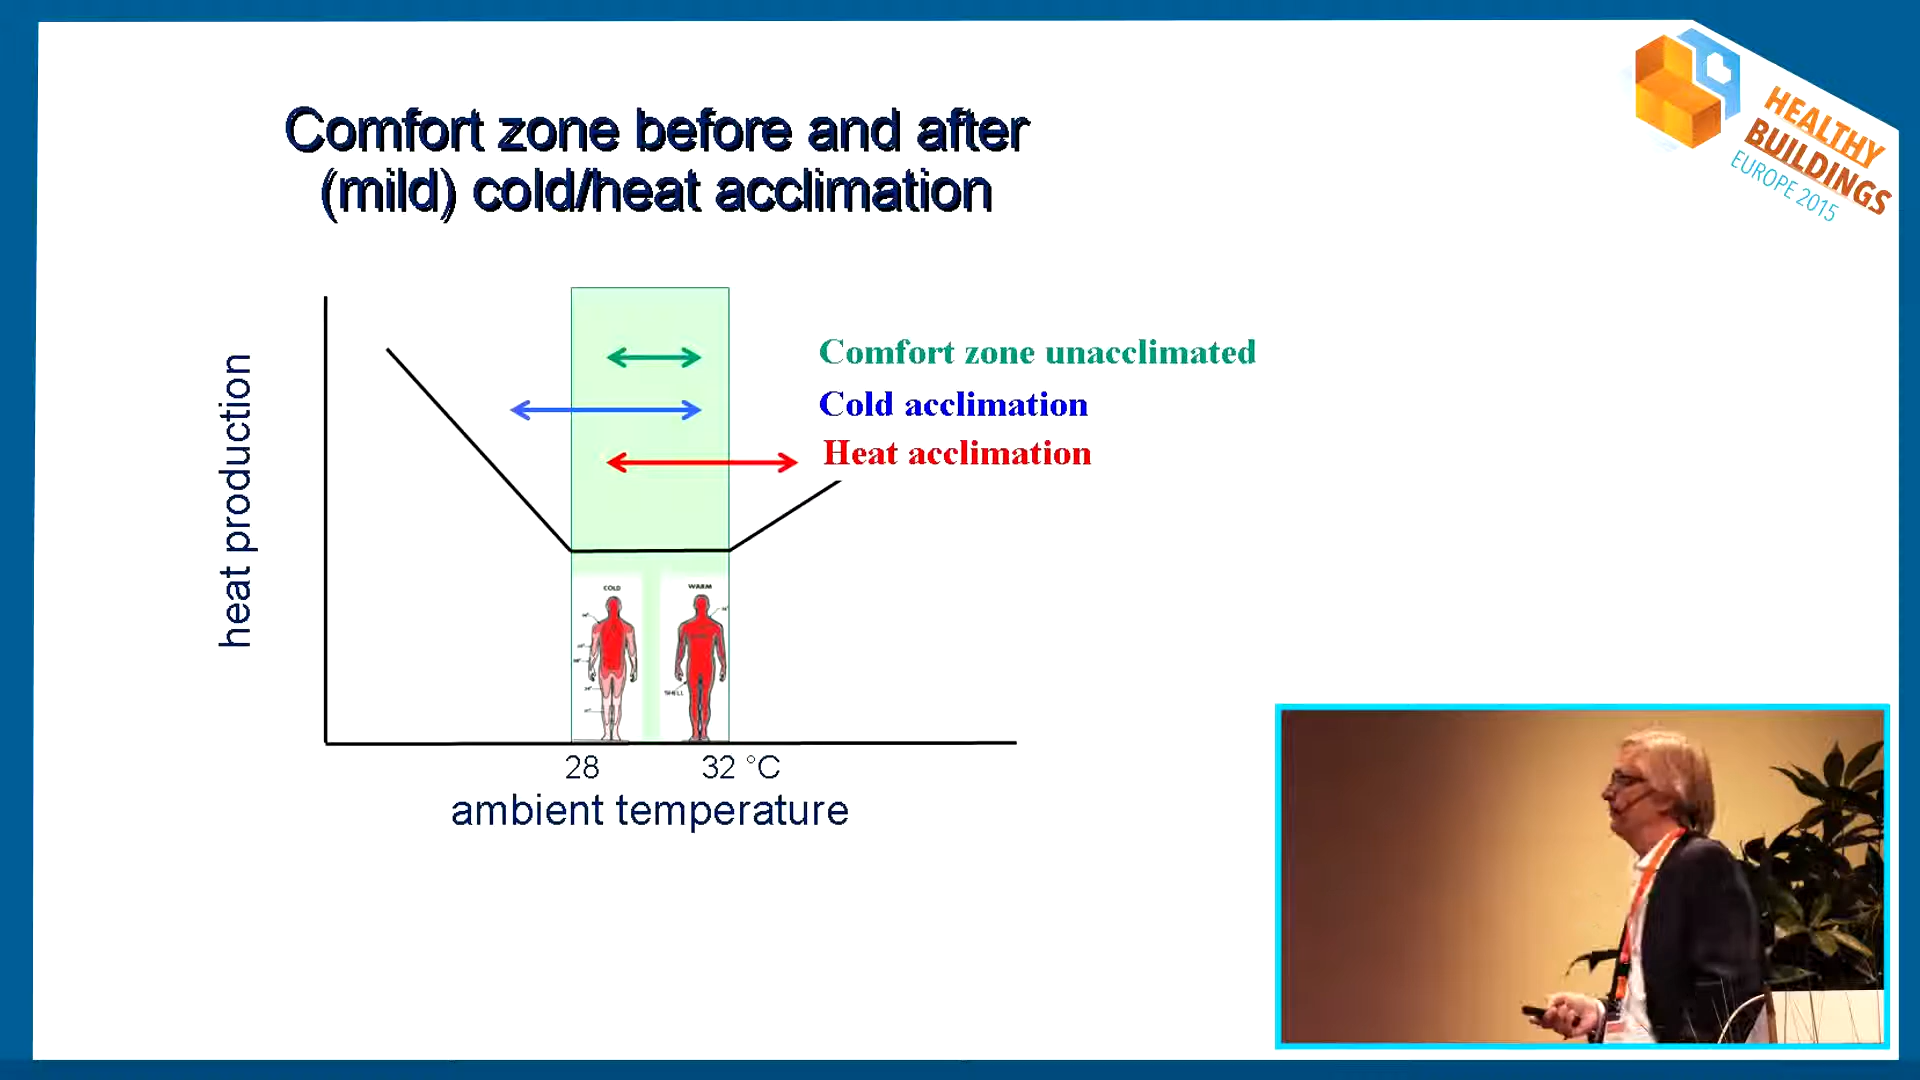 Comfort zone before and after
(mild) cold/heat acclimation
HEALTHY
BUILDINGS
EUROPE 2015
heat production
Comfort zone unacclimated
Cold acclimation
Heat acclimation
COLD
WARM
SHELL
28
32 °C
ambient temperature